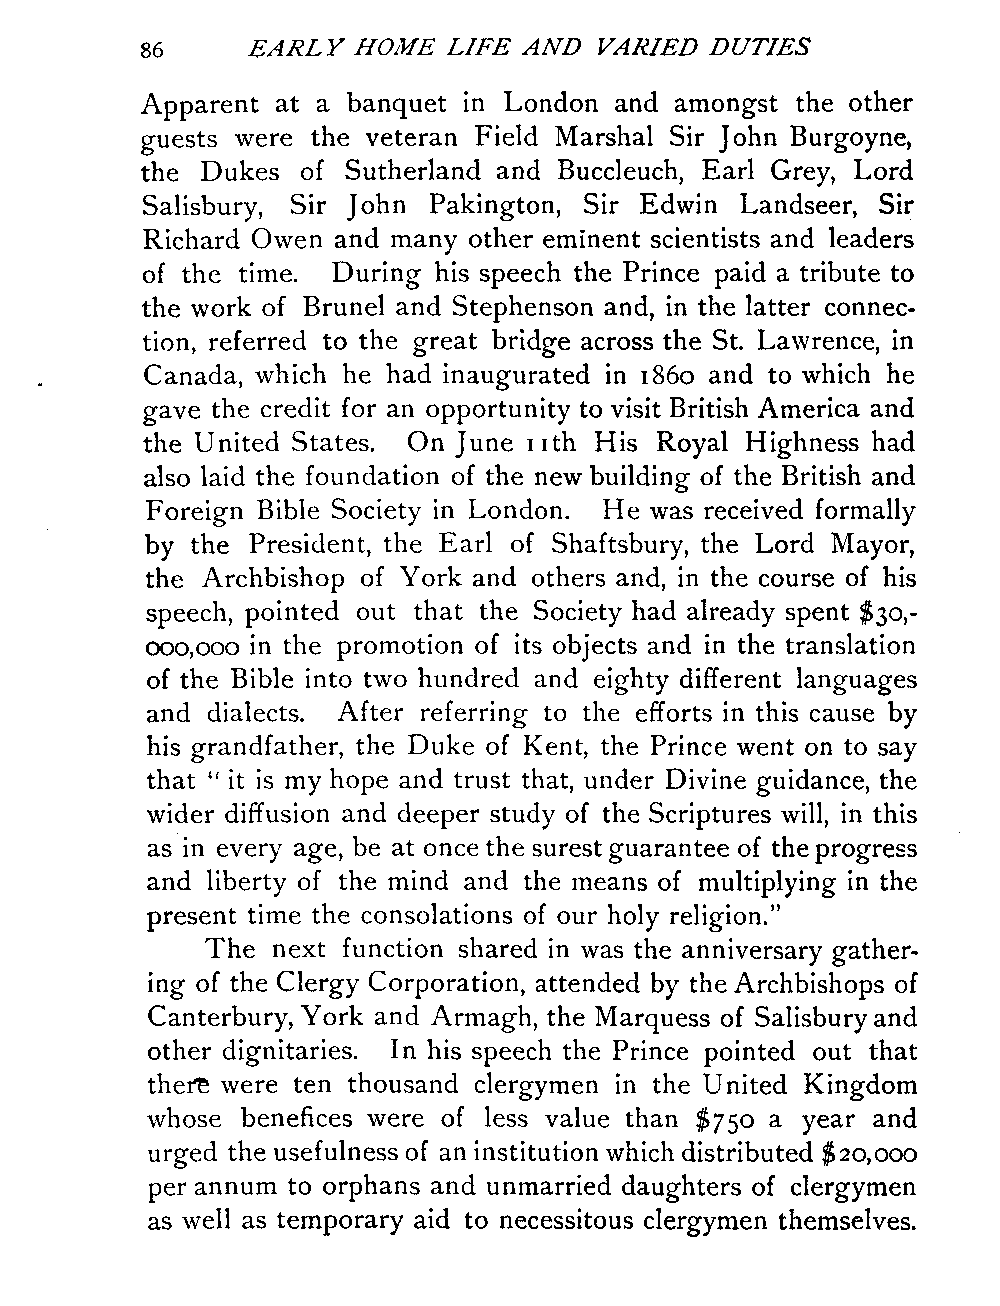 86 EARLY HOME LIFE AND VARIED DUTIES
Apparent at a banquet in London and amongst the other
guests were the veteran Field Marshal Sir John Burgoyne,
the Dukes of Sutherland and Buccleuch, Earl Grey, Lord
Salisbury, Sir John Pakington, Sir Edwin Landseer, Sir
Richard Owen and many other eminent scientists and leaders
of the time. During his speech the Prince paid a tribute to
the work of Brunel and Stephenson and, in the latter connec-
tion, referred to the great bridge across the St. Lawrence, in
Canada, which he had inaugurated in 1860 and to which he
gave the credit for an opportunity to visit British America and
the United States. On June 11th His Royal Highness had
also laid the foundation of the new building of the British and
Foreign Bible Society in London. He was received formally
by the President, the Earl of Shaftsbury, the Lord Mayor,
the Archbishop of York and others and, in the course of his
speech, pointed out that the Society had already spent $30,-
000,000 in the promotion of its objects and in the translation
of the Bible into two hundred and eighty different languages
and dialects. After referring to the efforts in this cause by
his grandfather, the Duke of Kent, the Prince went on to say
that "it is my hope and trust that, under Divine guidance, the
wider diffusion and deeper study of the Scriptures will, in this
as in every age, be at once the surest guarantee of the progress
and liberty of the mind and the means of multiplying in the
present time the consolations of our holy religion."
The next function shared in was the anniversary gather-
ing of the Clergy Corporation, attended by the Archbishops of
Canterbury, York and Armagh, the Marquess of Salisbury and
other dignitaries. In his speech the Prince pointed out that
there were ten thousand clergymen in the United Kingdom
whose benefices were of less value than $750 a year and
urged the usefulness of an institution which distributed $20,000
per annum to orphans and unmarried daughters of clergymen
as well as temporary aid to necessitous clergymen themselves.